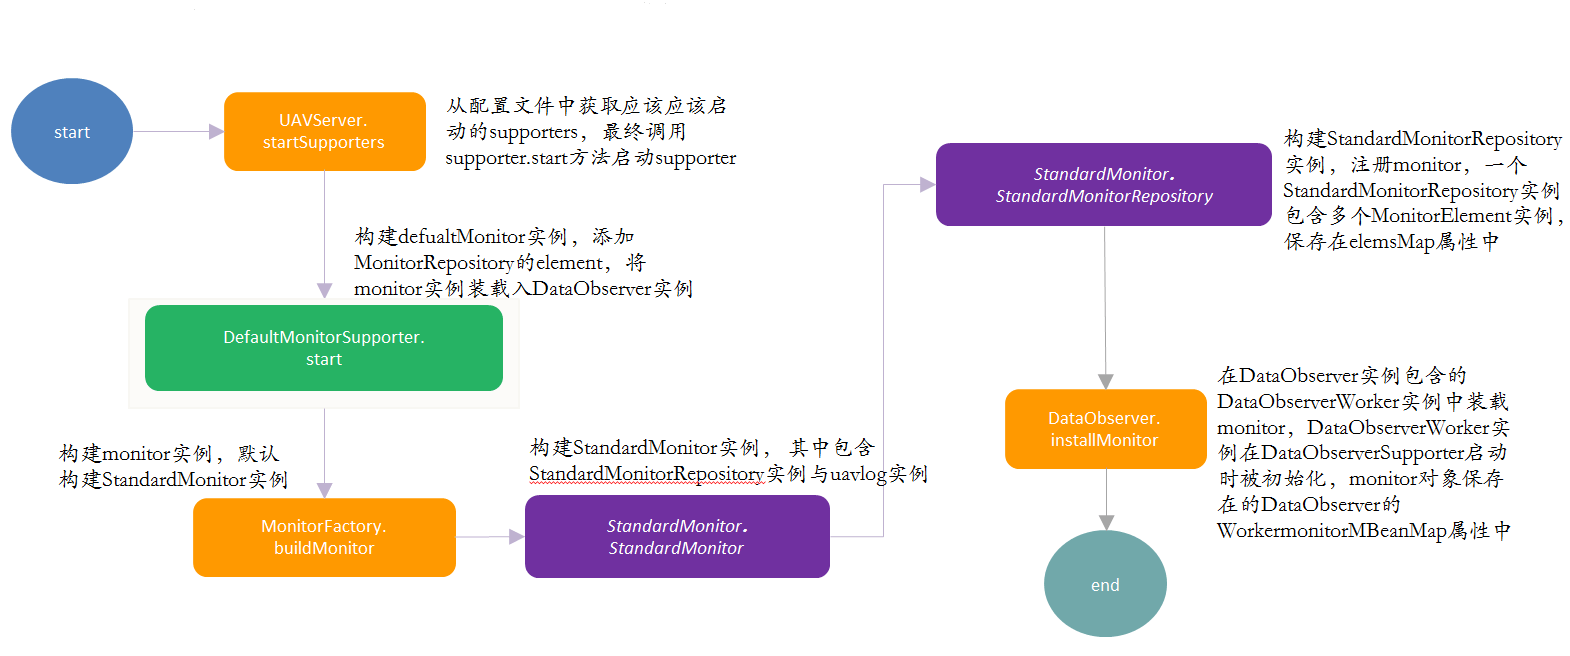 start
UAVServer.
startSupporters
从配置文件中获取应该应该启
动的supporters，最终调用
supporter.start方法启动supporter
构建defualtMonitor实例，添加
MonitorRepository的element，将
monitor实例装载入DataObserver实例
DefaultMonitorSupporter.
start
构建monitor实例，默认
构建StandardMonitor实例
MonitorFactory.
buildMonitor
构建StandardMonitor实例， 其中包含
StandardMonitorRepository实例与uavlog实例
StandardMonitor.
StandardMonitor
StandardMonitor.
StandardMonitorRepository
构建StandardMonitorRepository
实例，注册monitor，一个
StandardMonitorRepository实例
包含多个MonitorElement实例，
保存在elemsMap属性中
DataObserver.
installMonitor
在DataObserver实例包含的
DataObserverWorker实例中装载
monitor，DataObserverWorker实
例在DataObserverSupporter启动
时被初始化，monitor对象保存
在的DataObserver的
WorkermonitorMBeanMap属性中
end